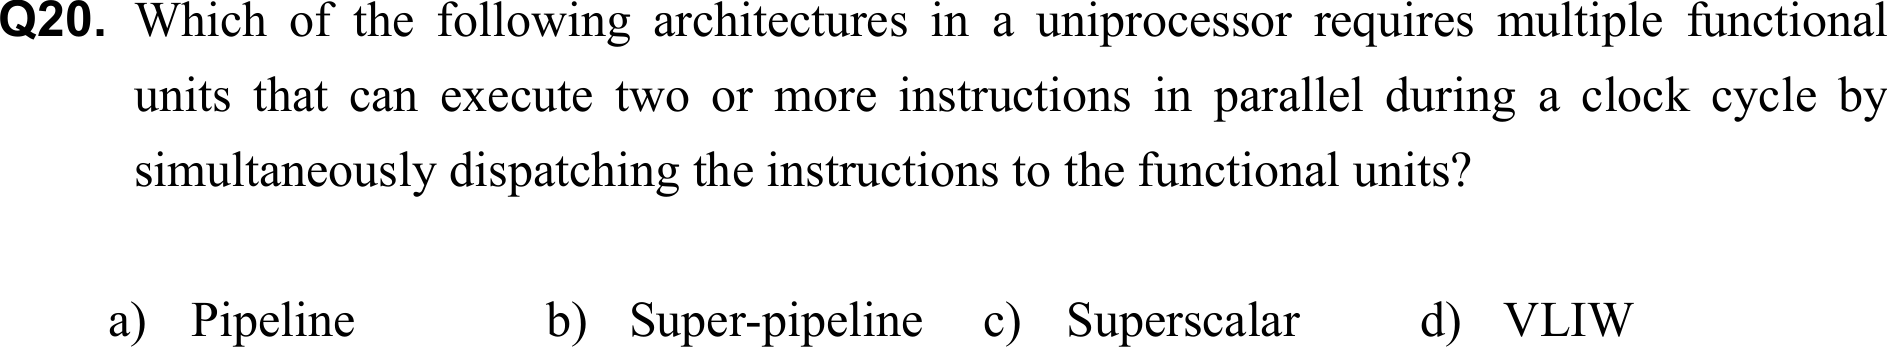 Q20. Which of the following architectures in a uniprocessor requires multiple functional
units that can execute two or more instructions in parallel during a clock cycle by
simultaneously dispatching the instructions to the functional units?
a) Pipeline b) Super-pipeline c) Superscalar d) VLIW